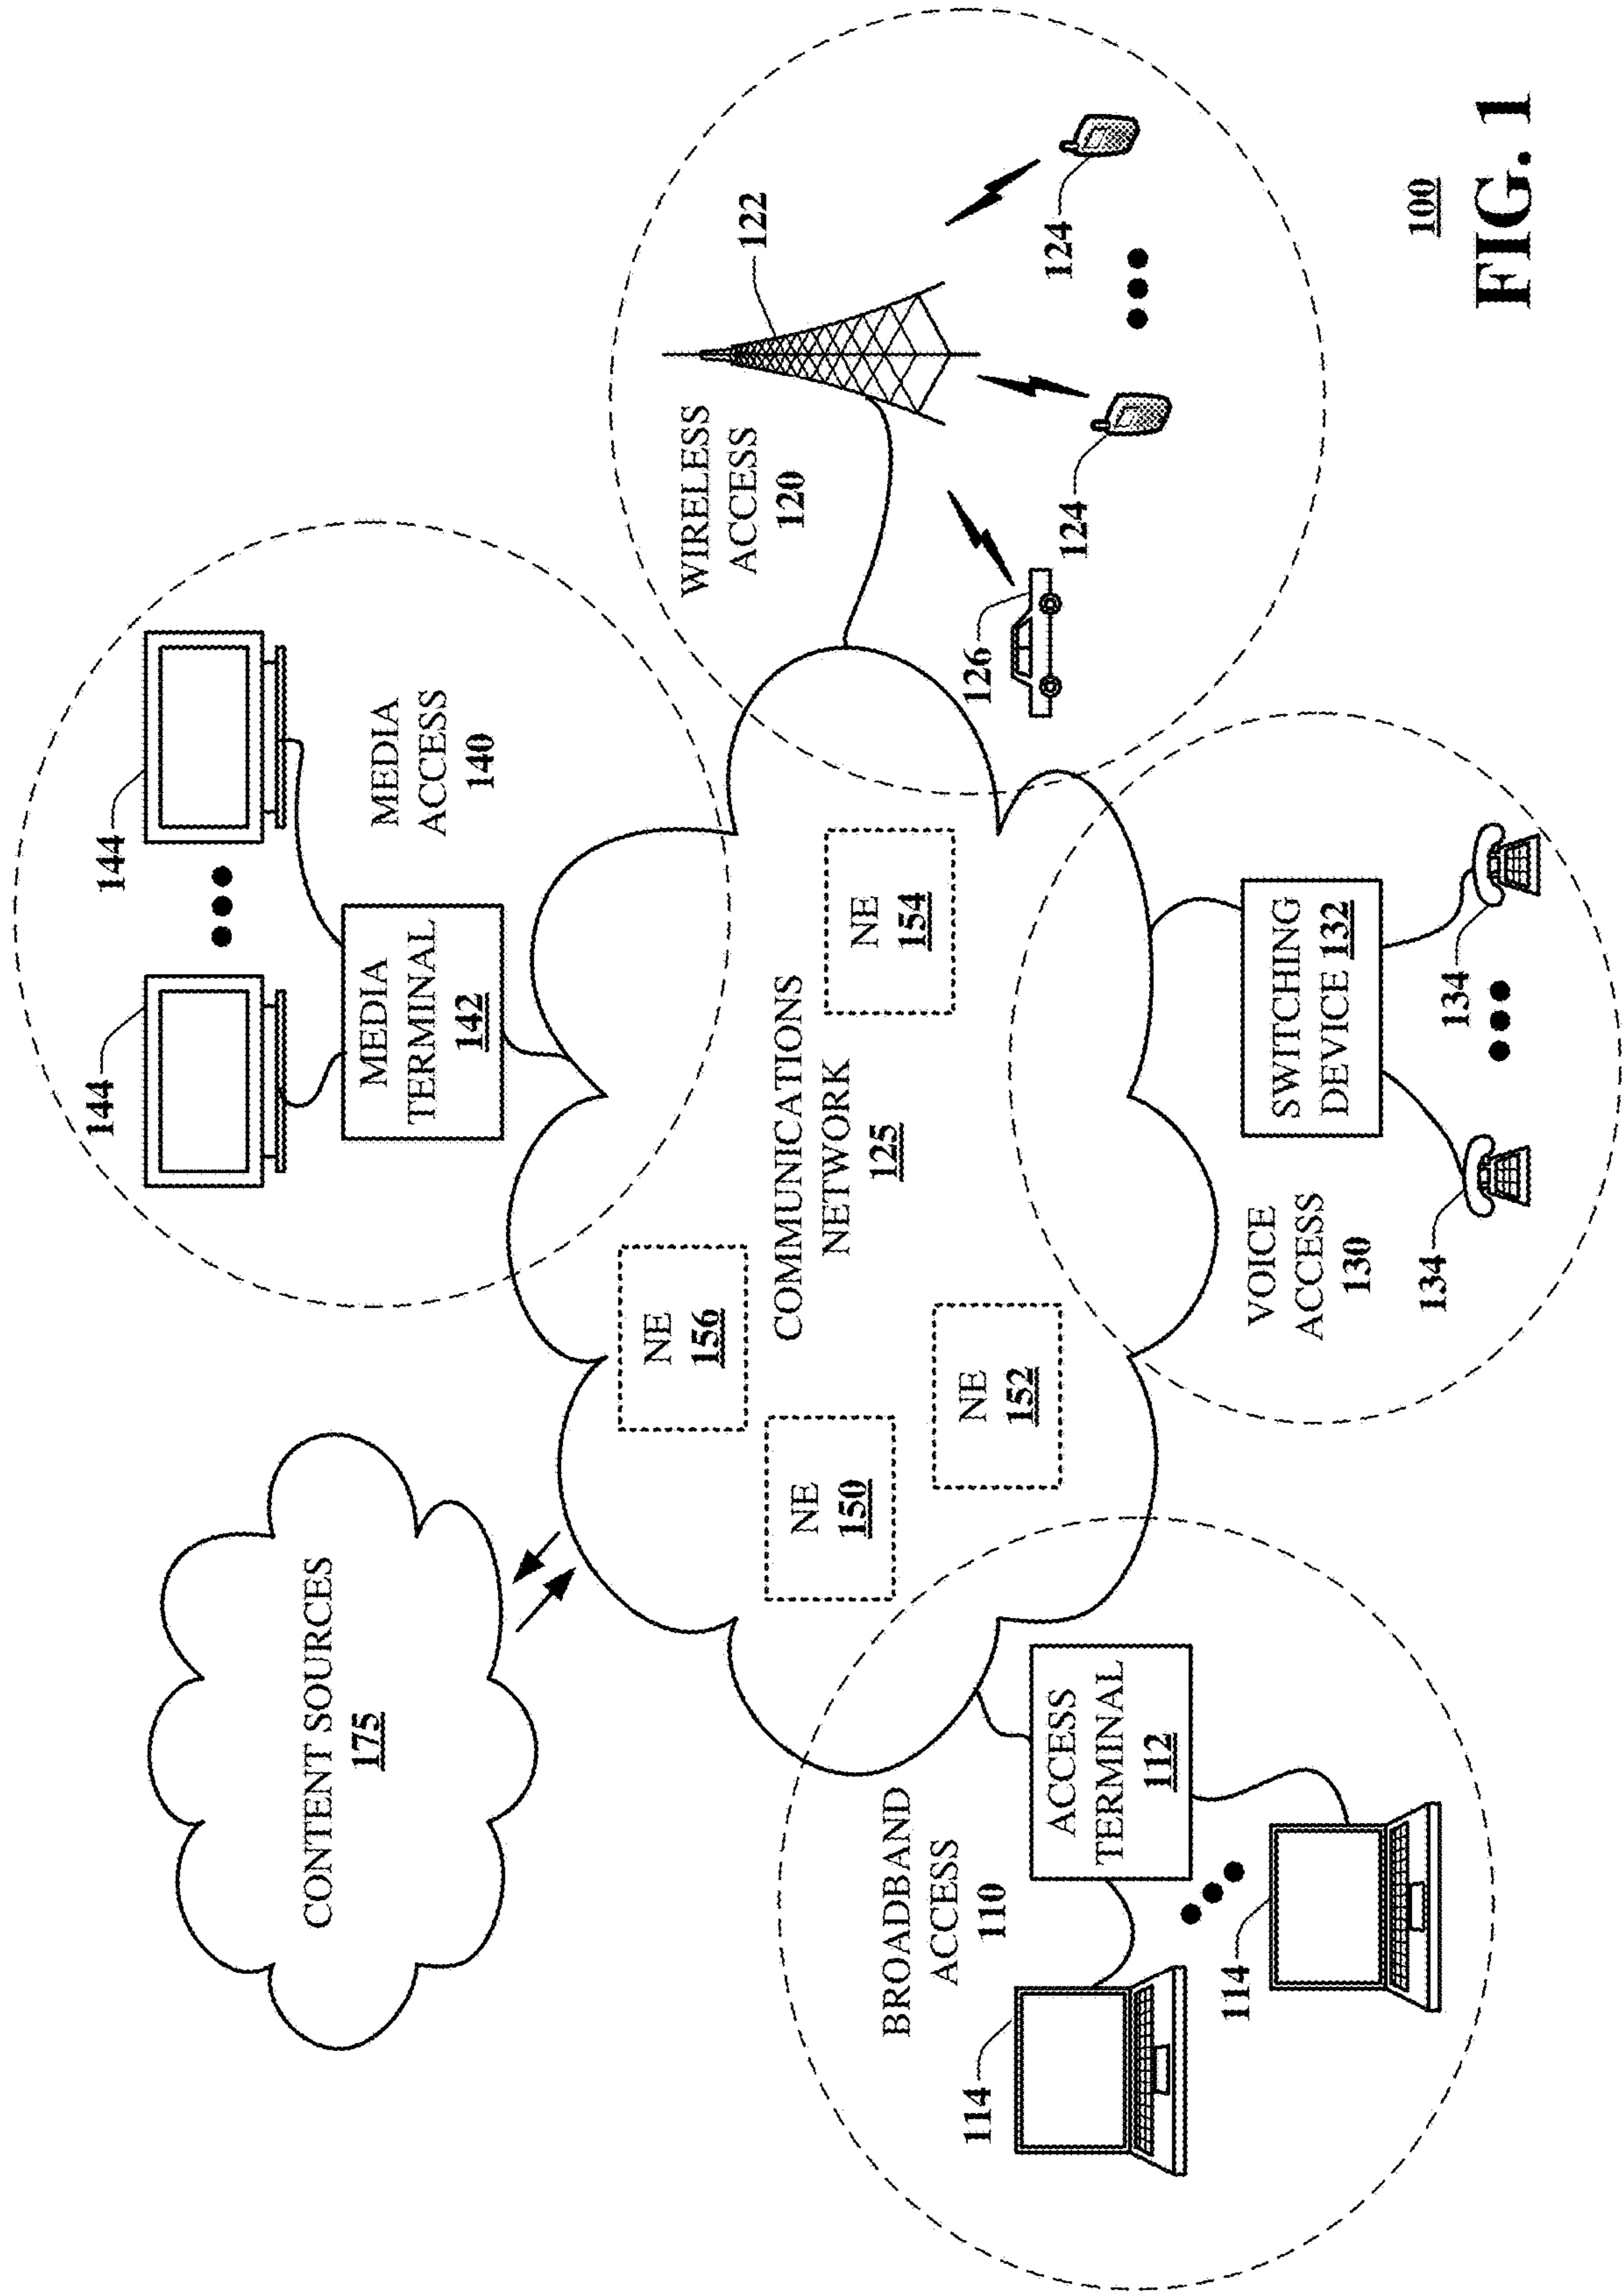 CONTENT SOURCES
175
144
144
MEDIA
TERMINAL
142
MEDIA
ACCESS
140
NE
156
NE
150
COMMUNICATIONS
NETWORK
125
NE
152
NE
154
WIRELESS
ACCESS
120
122
126
124
124
BROADBAND
ACCESS
110
ACCESS
TERMINAL
112
114
114
VOICE
ACCESS
130
SWITCHING
DEVICE 132
134
134
100
FIG. 1